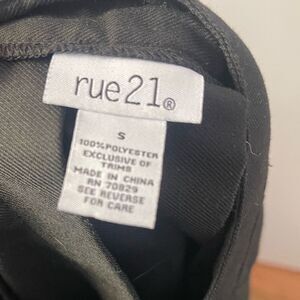 rue21®
S
100% POLYESTER
EXCLUSIVE OF
TRIMS
MADE IN CHINA
RN 70829
SEE REVERSE
FOR CARE